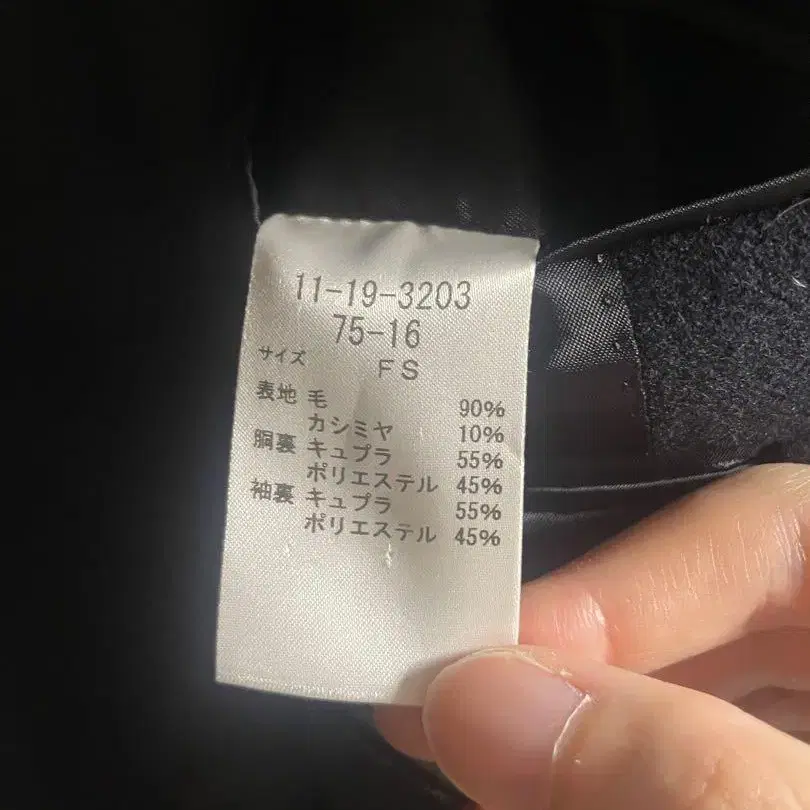 11-19-3203
75-16
サイズ FS
表地 毛 90%
カシミヤ 10%
胴裏 キュプラ 55%
ポリエステル 45%
袖裏 キュプラ 55%
ポリエステル 45%